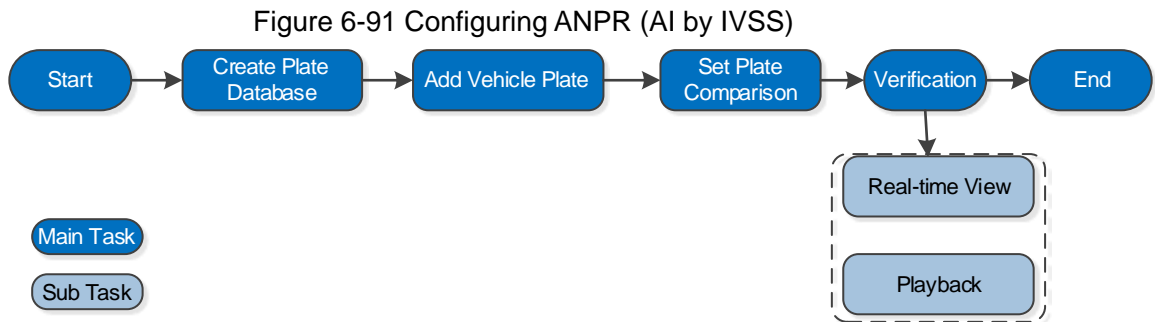 Figure 6-91 Configuring ANPR (AI by IVSS)
Start
Create Plate
Database
Add Vehicle Plate
Set Plate
Comparison
Verification
End
Real-time View
Playback
Main Task
Sub Task